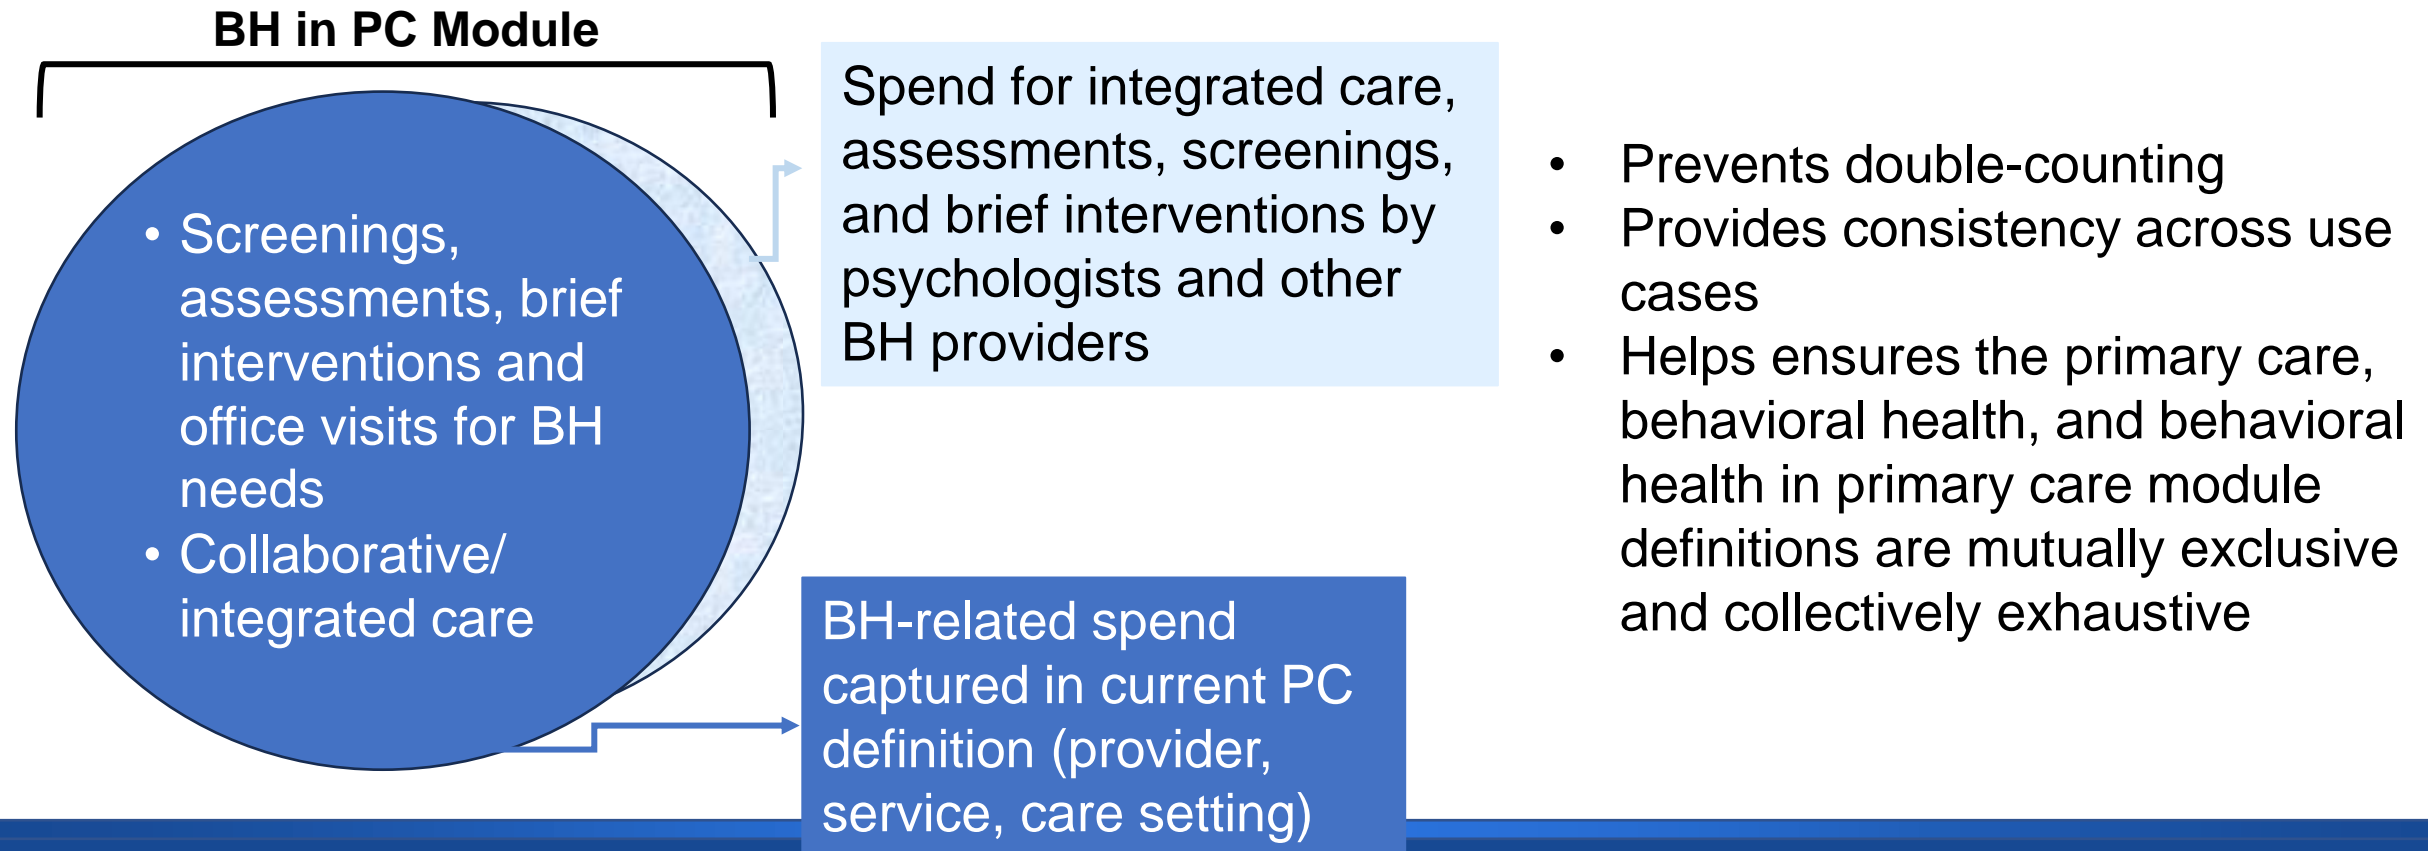 BH in PC Module
• Screenings,
assessments, brief
interventions and
office visits for BH
needs
• Collaborative/
integrated care
Spend for integrated care,
assessments, screenings,
and brief interventions by
psychologists and other
BH providers
BH-related spend
captured in current PC
definition (provider,
service, care setting)
• Prevents double-counting
• Provides consistency across use
cases
• Helps ensures the primary care,
behavioral health, and behavioral
health in primary care module
definitions are mutually exclusive
and collectively exhaustive